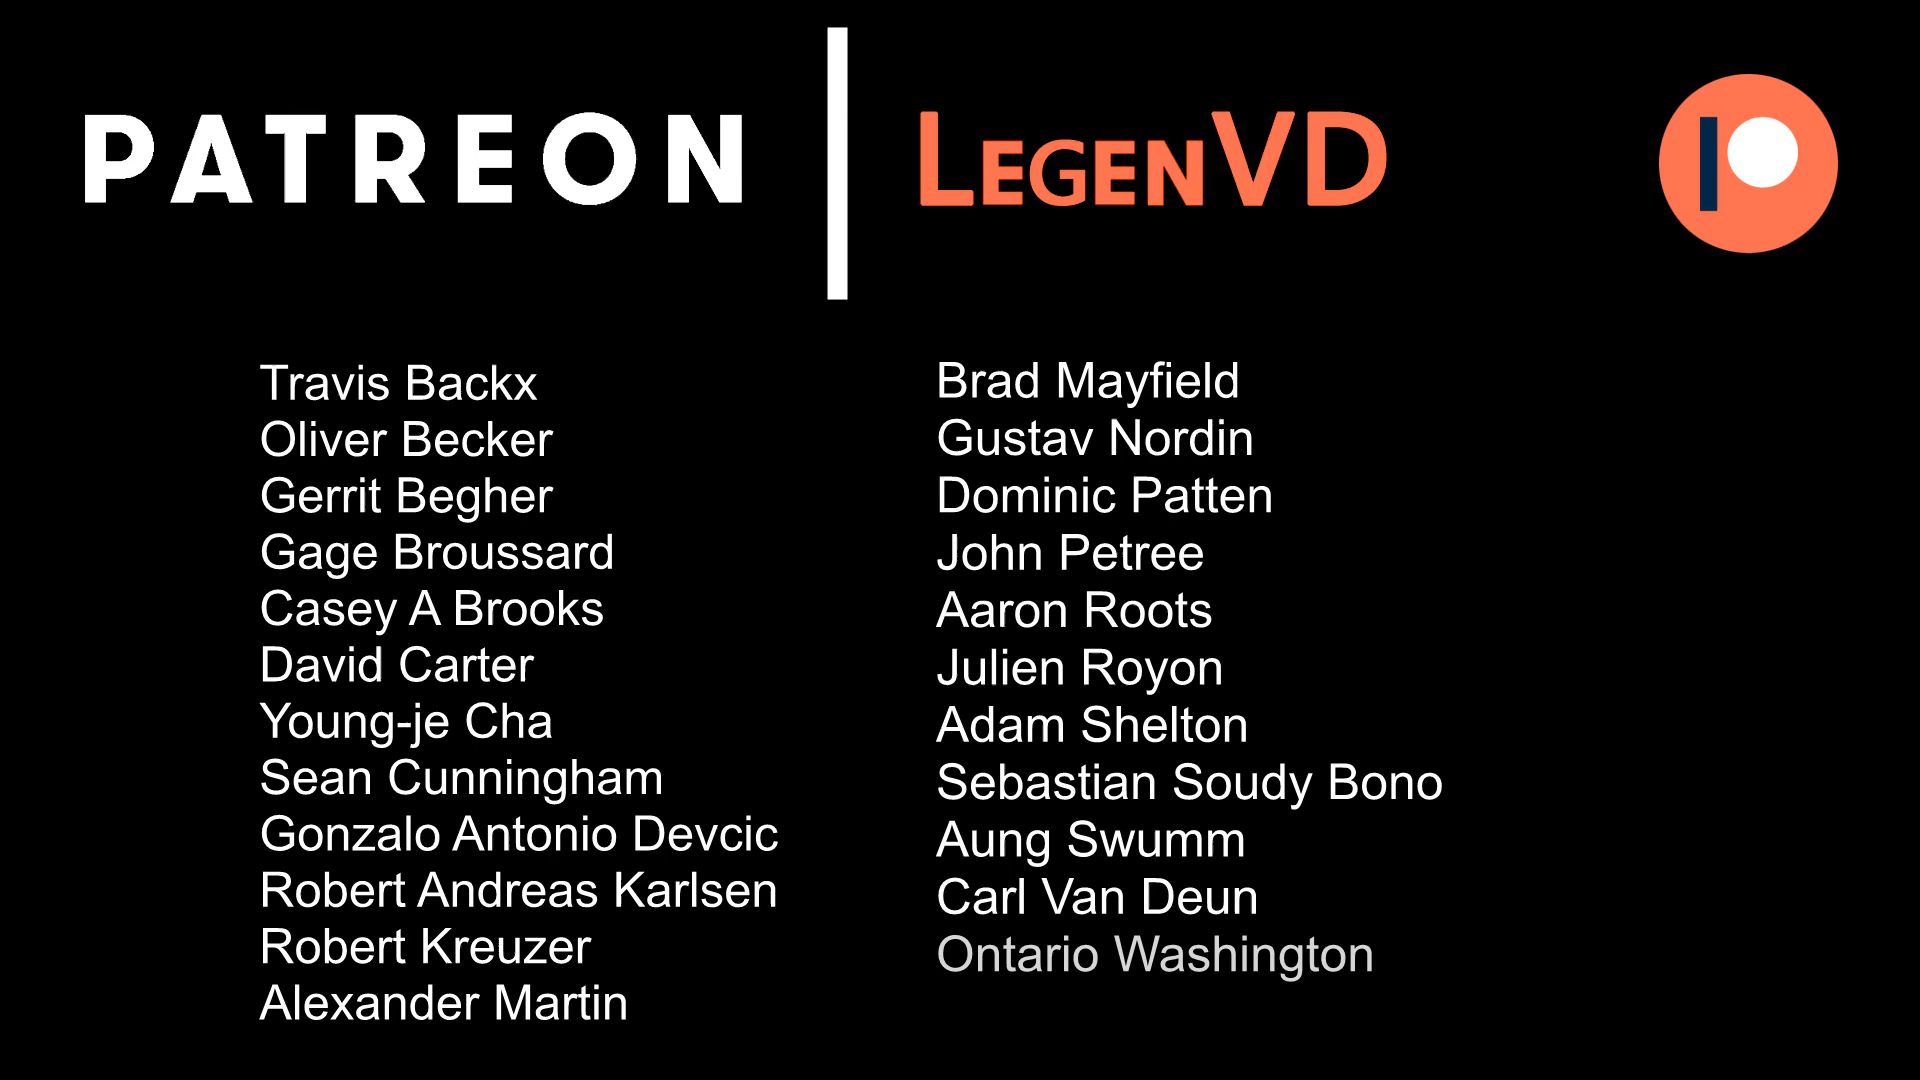 PATREON
LEGENVD
Travis Backx
Oliver Becker
Gerrit Begher
Gage Broussard
Casey A Brooks
David Carter
Young-je Cha
Sean Cunningham
Gonzalo Antonio Devcic
Robert Andreas Karlsen
Robert Kreuzer
Alexander Martin
Brad Mayfield
Gustav Nordin
Dominic Patten
John Petree
Aaron Roots
Julien Royon
Adam Shelton
Sebastian Soudy Bono
Aung Swumm
Carl Van Deun
Ontario Washington